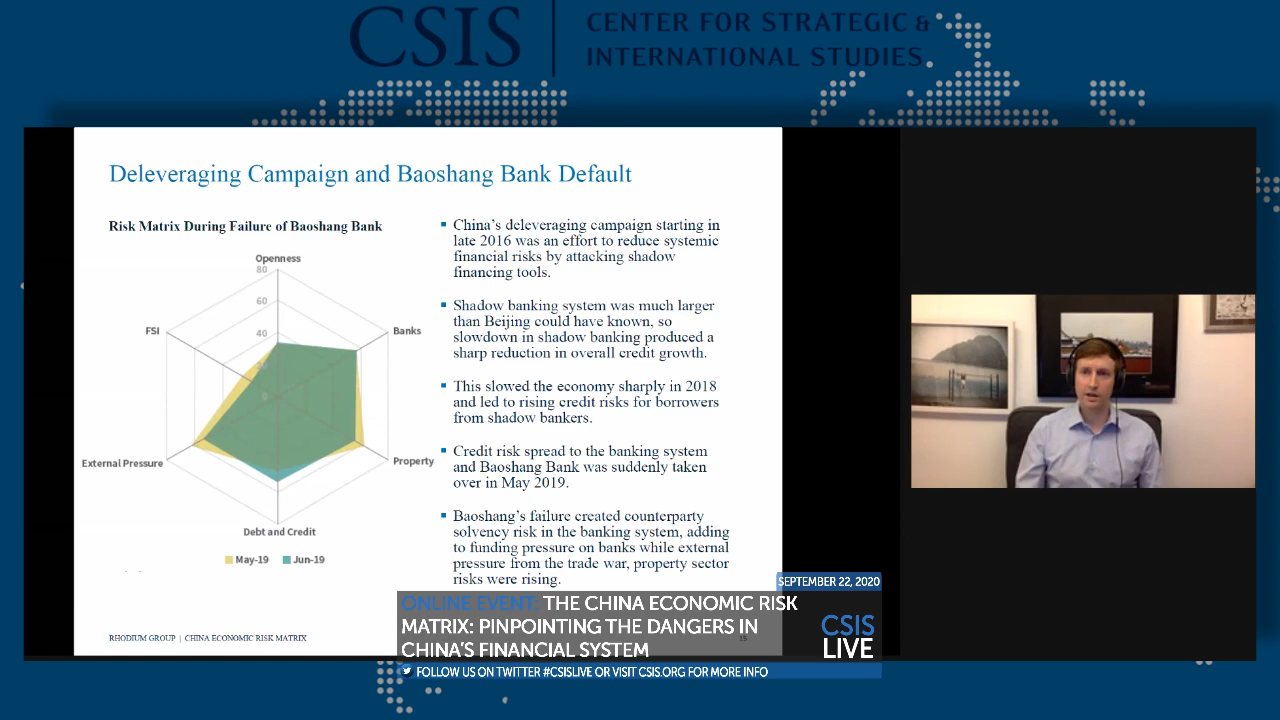 CSIS
CENTER FOR STRATEGIC &
INTERNATIONAL STUDIES
Deleveraging Campaign and Baoshang Bank Default
Risk Matrix During Failure of Baoshang Bank
Openness
80
60
40
0
FSI
Banks
External Pressure
Property
Debt and Credit
May-19
Jun-19
China's deleveraging campaign starting in
late 2016 was an effort to reduce systemic
financial risks by attacking shadow
financing tools.
Shadow banking system was much larger
than Beijing could have known, so
slowdown in shadow banking produced a
sharp reduction in overall credit growth.
This slowed the economy sharply in 2018
and led to rising credit risks for borrowers
from shadow bankers.
Credit risk spread to the banking system
and Baoshang Bank was suddenly taken
over in May 2019.
Baoshang's failure created counterparty
solvency risk in the banking system, adding
to funding pressure on banks while external
pressure from the trade war, property sector
risks were rising.
RHODIUM GROUP | CHINA ECONOMIC RISK MATRIX
SEPTEMBER 22, 2020
ONLINE EVENT: THE CHINA ECONOMIC RISK
MATRIX: PINPOINTING THE DANGERS IN
CHINA'S FINANCIAL SYSTEM
CSIS
LIVE
FOLLOW US ON TWITTER #CSISLIVE OR VISIT CSIS.ORG FOR MORE INFO